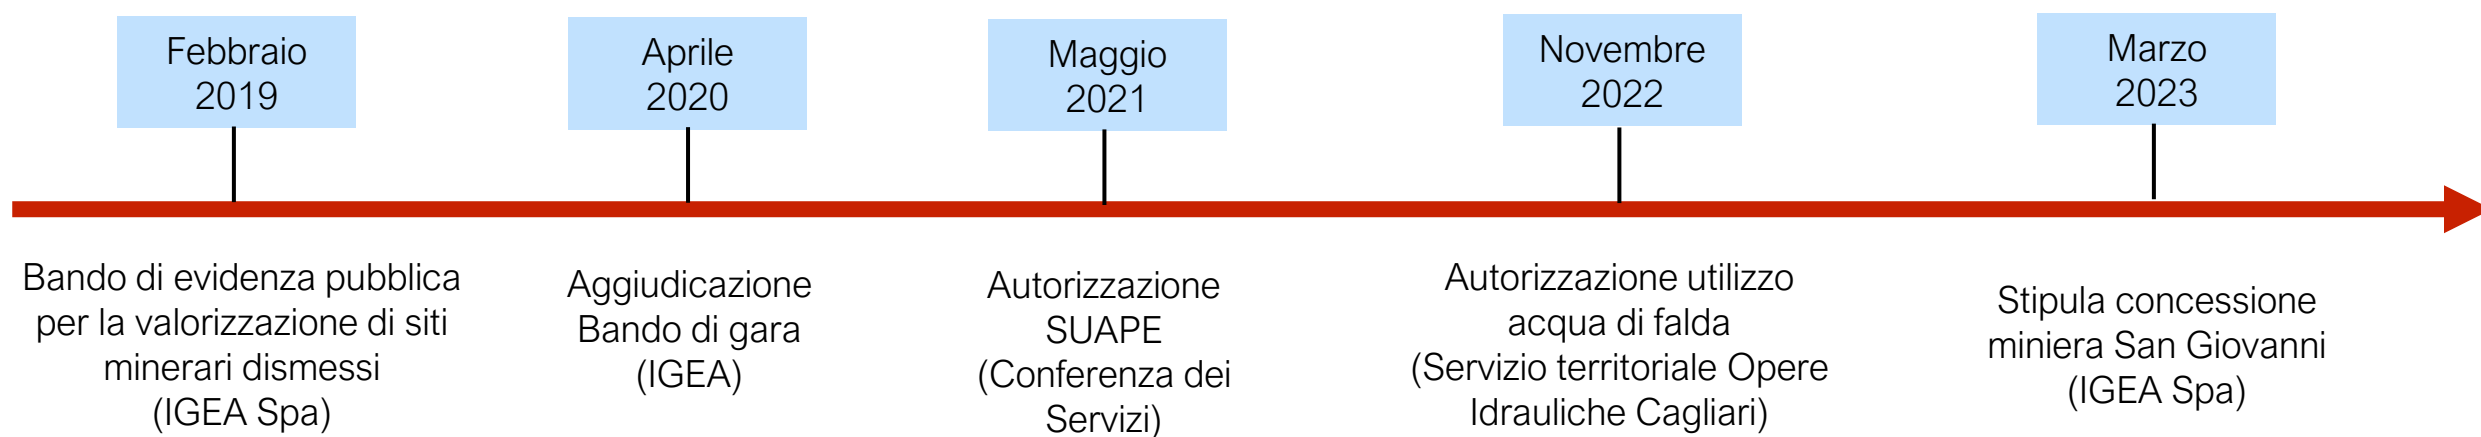 Febbraio
2019
Aprile
2020
Maggio
2021
Novembre
2022
Marzo
2023
Bando di evidenza pubblica
per la valorizzazione di siti
minerari dismessi
(IGEA Spa)
Aggiudicazione
Bando di gara
(IGEA)
Autorizzazione
SUAPE
(Conferenza dei
Servizi)
Autorizzazione utilizzo
acqua di falda
(Servizio territoriale Opere
Idrauliche Cagliari)
Stipula concessione
miniera San Giovanni
(IGEA Spa)